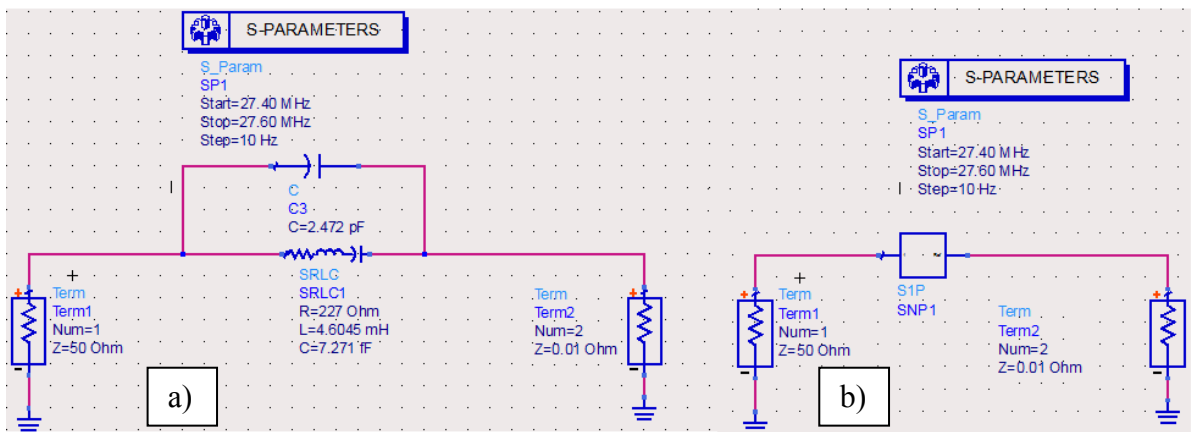 S-PARAMETERS
S_Param
SP1
Start=27.40 MHz
Stop=27.60 MHz
Step=10 Hz
C
C3
C=2.472 pF
SRLC
SRLC1
R=227 Ohm
L=4.6045 mH
C=7.271 fF
+
Term
Term1
Num=1
Z=50 Ohm
-
+
Term
Term2
Num=2
Z=0.01 Ohm
-
a)
S-PARAMETERS
S_Param
SP1
Start=27.40 MHz
Stop=27.60 MHz
Step=10 Hz
S1P
SNP1
+
Term
Term1
Num=1
Z=50 Ohm
-
+
Term
Term2
Num=2
Z=0.01 Ohm
-
b)